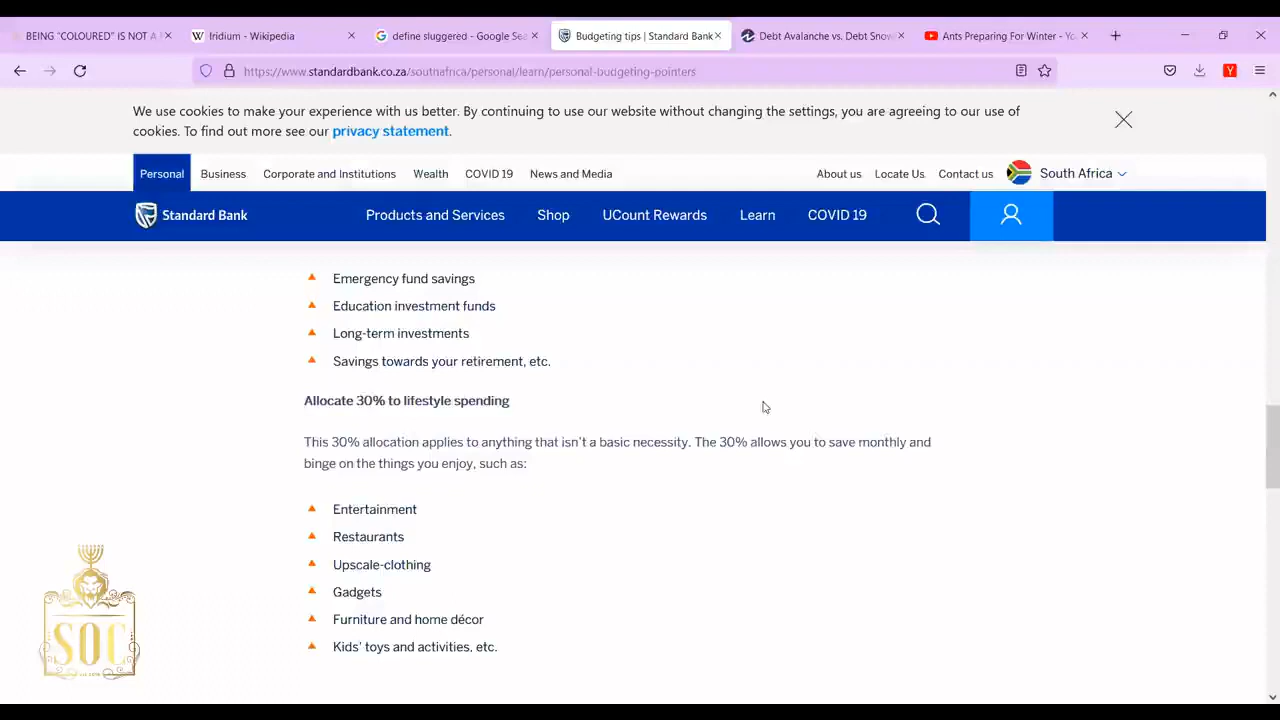 BEING "COLOURED" IS NOT A
Iridium - Wikipedia
define sluggered - Google Sea
Budgeting tips | Standard Bank
Debt Avalanche vs. Debt Snow
Ants Preparing For Winter - Yo
https://www.standardbank.co.za/southafrica/personal/learn/personal-budgeting-pointers
We use cookies to make your experience with us better. By continuing to use our website without changing the settings, you are agreeing to our use of
cookies. To find out more see our privacy statement.
Personal Business Corporate and Institutions Wealth COVID 19 News and Media About us Locate Us Contact us South Africa
Standard Bank Products and Services Shop UCount Rewards Learn COVID 19
Emergency fund savings
Education investment funds
Long-term investments
Savings towards your retirement, etc.
Allocate 30% to lifestyle spending
This 30% allocation applies to anything that isn't a basic necessity. The 30% allows you to save monthly and
binge on the things you enjoy, such as:
Entertainment
Restaurants
Upscale-clothing
Gadgets
Furniture and home décor
Kids' toys and activities, etc.
SOC